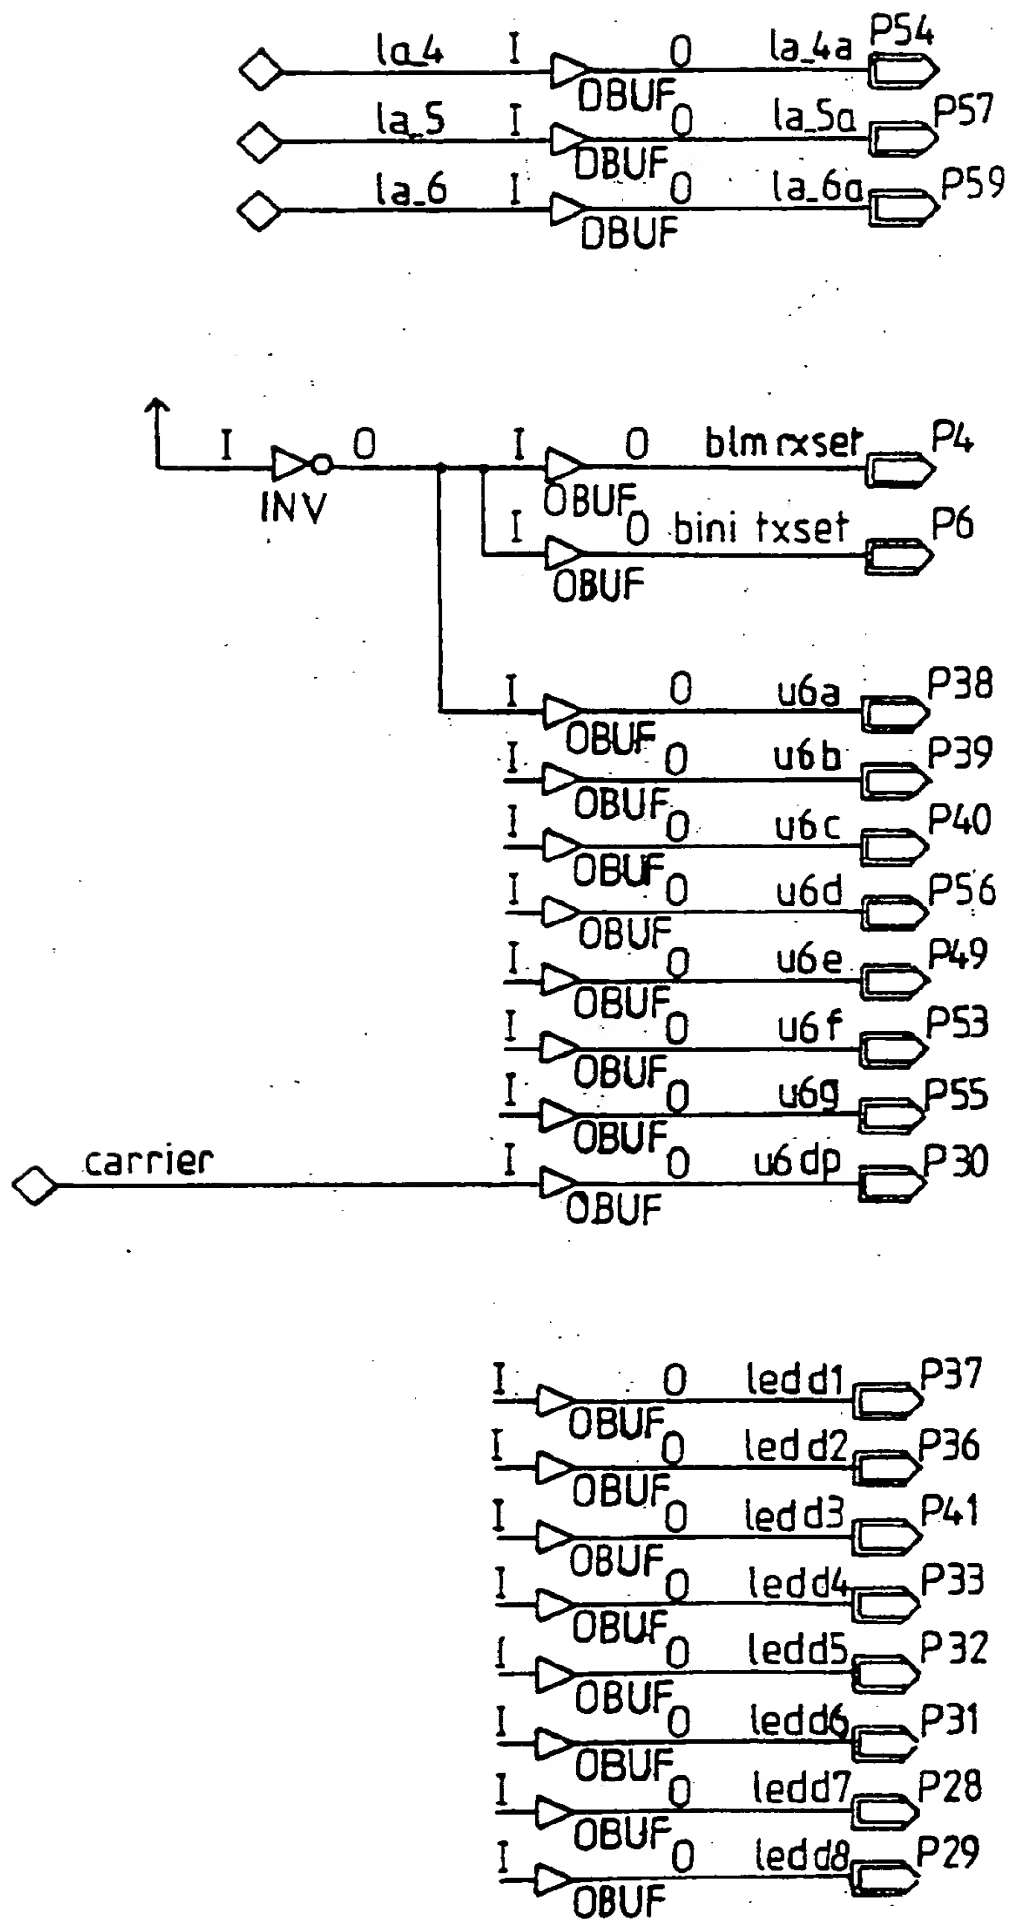 la_4 I O la_4a P54
OBUF
la_5 I O la_5a P57
OBUF
la_6 I O la_6a P59
OBUF
I O I O blm rxset P4
INV OBUF
I O bini txset P6
OBUF
I O u6a P38
OBUF
I O u6b P39
OBUF
I O u6c P40
OBUF
I O u6d P56
OBUF
I O u6e P49
OBUF
I O u6f P53
OBUF
I O u6g P55
OBUF
carrier I O u6dp P30
OBUF
I O ledd1 P37
OBUF
I O ledd2 P36
OBUF
I O ledd3 P41
OBUF
I O ledd4 P33
OBUF
I O ledd5 P32
OBUF
I O ledd6 P31
OBUF
I O ledd7 P28
OBUF
I O ledd8 P29
OBUF